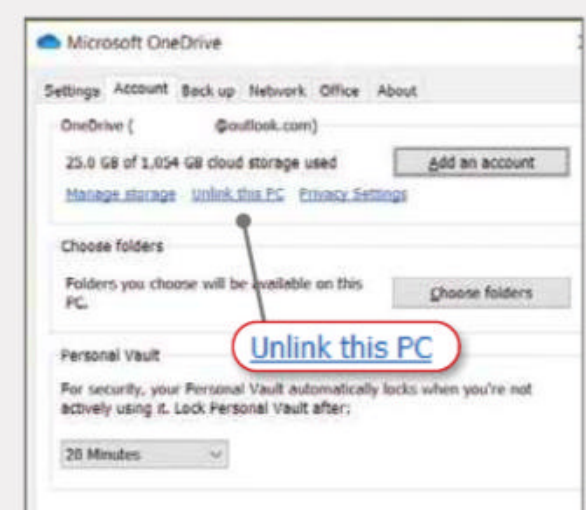 Microsoft OneDrive
Settings Account Back up Network Office About
OneDrive ( @outlook.com)
25.0 GB of 1,054 GB cloud storage used
Add an account
Manage storage Unlink this PC Privacy Settings
Choose folders
Folders you choose will be available on this
PC.
Choose folders
Unlink this PC
Personal Vault
For security, your Personal Vault automatically locks when you're not
actively using it. Lock Personal Vault after:
20 Minutes